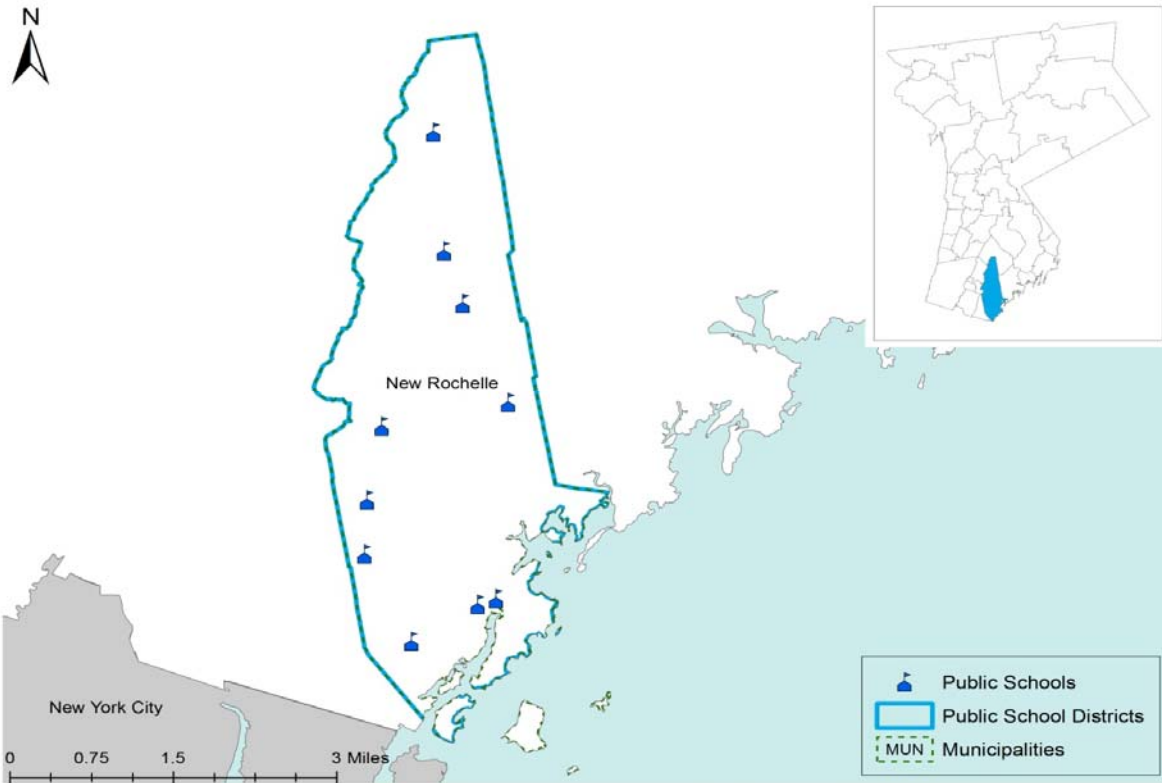 N
New Rochelle
New York City
0 0.75 1.5 3 Miles
Public Schools
Public School Districts
MUN Municipalities